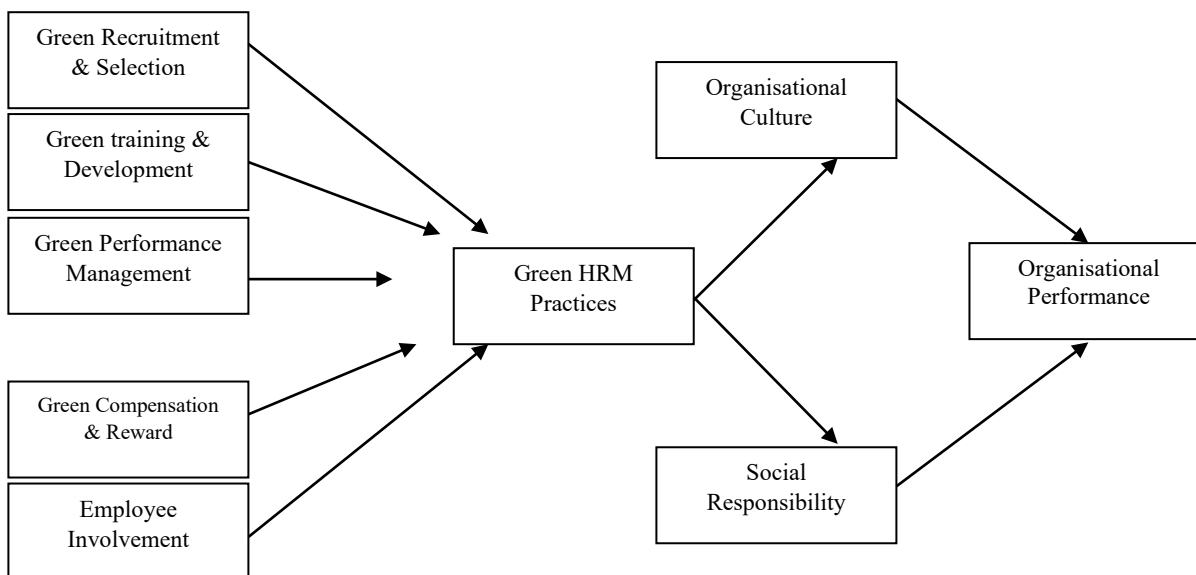 Green Recruitment
& Selection
Green training &
Development
Green Performance
Management
Green Compensation
& Reward
Employee
Involvement
Green HRM
Practices
Organisational
Culture
Social
Responsibility
Organisational
Performance